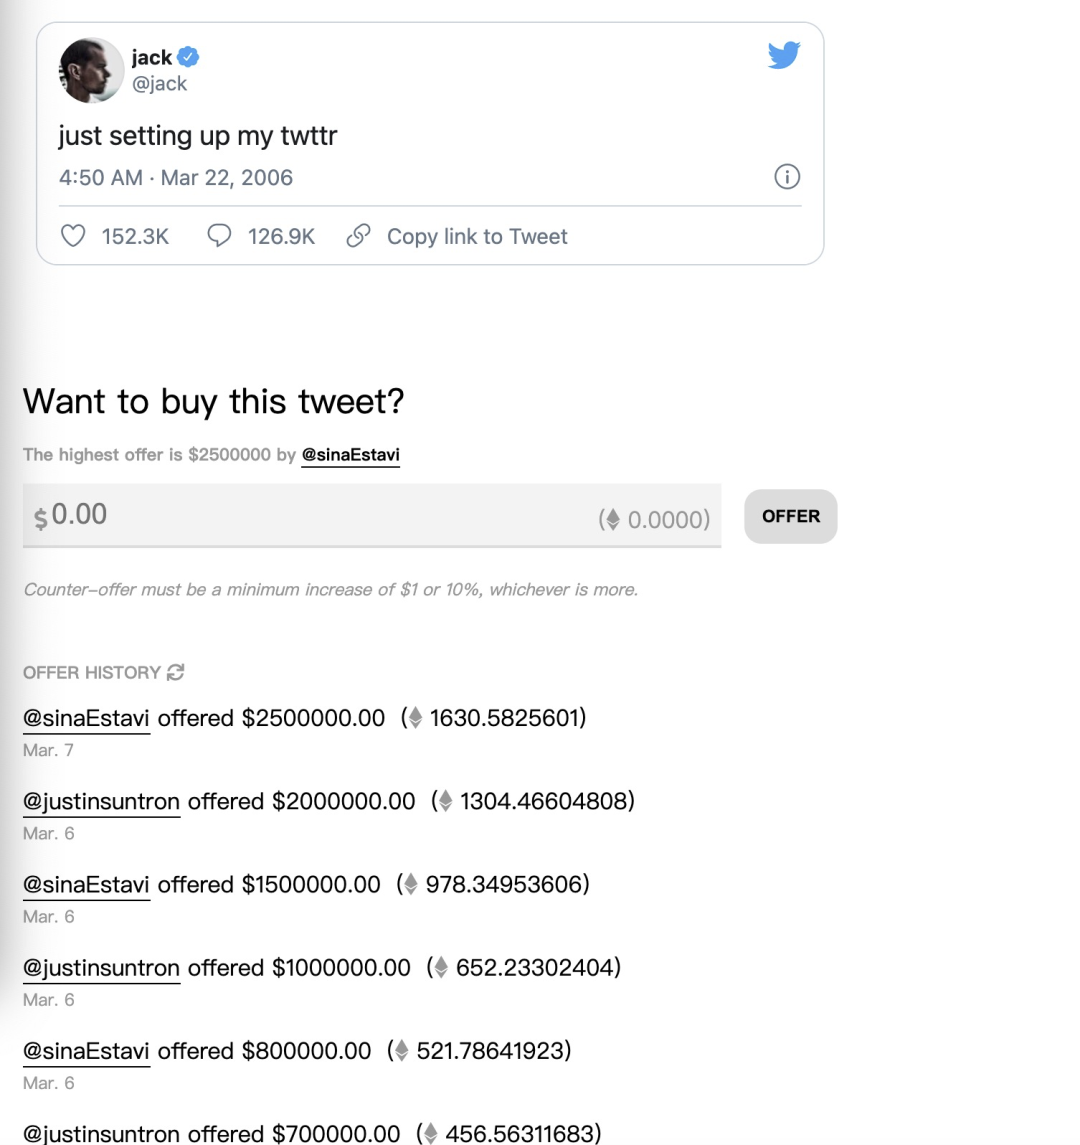 jack
@jack
just setting up my twttr
4:50 AM · Mar 22, 2006
152.3K 126.9K Copy link to Tweet
Want to buy this tweet?
The highest offer is $2500000 by @sinaEstavi
$0.00 (0.0000) OFFER
Counter-offer must be a minimum increase of $1 or 10%, whichever is more.
OFFER HISTORY
@sinaEstavi offered $2500000.00 (1630.5825601)
Mar. 7
@justinsuntron offered $2000000.00 (1304.46604808)
Mar. 6
@sinaEstavi offered $1500000.00 (978.34953606)
Mar. 6
@justinsuntron offered $1000000.00 (652.23302404)
Mar. 6
@sinaEstavi offered $800000.00 (521.78641923)
Mar. 6
@justinsuntron offered $700000.00 (456.56311683)